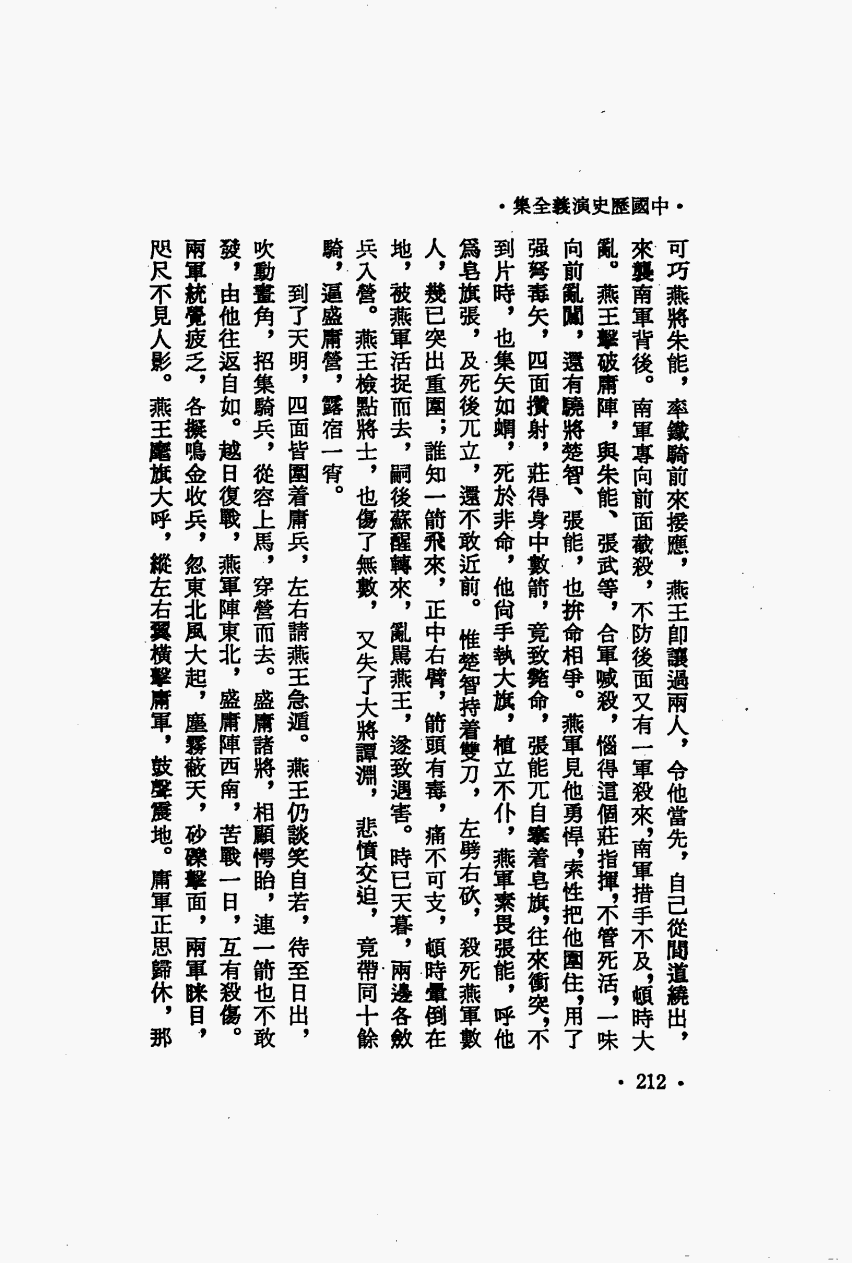 ·中國歷史演義全集·
可巧燕將朱能，率鐵騎前來接應，燕王卽讓過兩人，令他當先，自己從間道繞出，
來襲南軍背後。南軍專向前面截殺，不防後面又有一軍殺來，南軍措手不及，頓時大
亂。燕王擊破庸陣，與朱能、張武等，合軍喊殺，惱得這個莊指揮，不管死活，一味
向前亂闖，還有驍將楚智、張能，也拚命相爭。燕軍見他勇悍，索性把他圍住，用了
强弩毒矢，四面攢射，莊得身中數箭，竟致斃命，張能兀自搴着皂旗，往來衝突，不
到片時，也集矢如蝟，死於非命，他尙手執大旗，植立不仆，燕軍素畏張能，呼他
爲皂旗張，及死後兀立，還不敢近前。惟楚智持着雙刀，左劈右砍，殺死燕軍數
人，幾已突出重圍；誰知一箭飛來，正中右臂，箭頭有毒，痛不可支，頓時暈倒在
地，被燕軍活捉而去，嗣後蘇醒轉來，亂駡燕王，遂致遇害。時已天暮，兩邊各斂
兵入營。燕王檢點將士，也傷了無數，又失了大將譚淵，悲憤交迫，竟帶同十餘
騎，逼盛庸營，露宿一宵。
到了天明，四面皆圍着庸兵，左右請燕王急遁。燕王仍談笑自若，待至日出，
吹動畫角，招集騎兵，從容上馬，穿營而去。盛庸諸將，相顧愕眙，連一箭也不敢
發，由他往返自如。越日復戰，燕軍陣東北，盛庸陣西南，苦戰一日，互有殺傷。
兩軍統覺疲乏，各擬鳴金收兵，忽東北風大起，塵霧蔽天，砂礫擊面，兩軍眯目，
咫尺不見人影。燕王麾旗大呼，縱左右翼橫擊庸軍，鼓聲震地。庸軍正思歸休，那
·212·